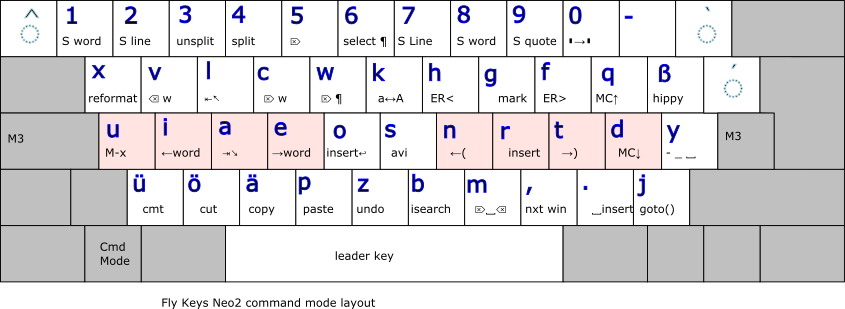 ^ 1 2 3 4 5 6 7 8 9 0 - `
S word S line unsplit split ⌦ select ¶ S Line S word S quote ▮→▮
x v l c w k h g f q ß ´
reformat ⌫ w ⇤↖ ⌦ w ⌦ ¶ a↔A ER< mark ER> MC↑ hippy
M3 u i a e o s n r t d y M3
M-x ←word ⇥↘ →word insert↩ avi ←( insert →) MC↓ - _ ␣
ü ö ä p z b m , . j
cmt cut copy paste undo isearch ⌦␣⌫ nxt win ␣insert goto()
Cmd
Mode
leader key
Fly Keys Neo2 command mode layout